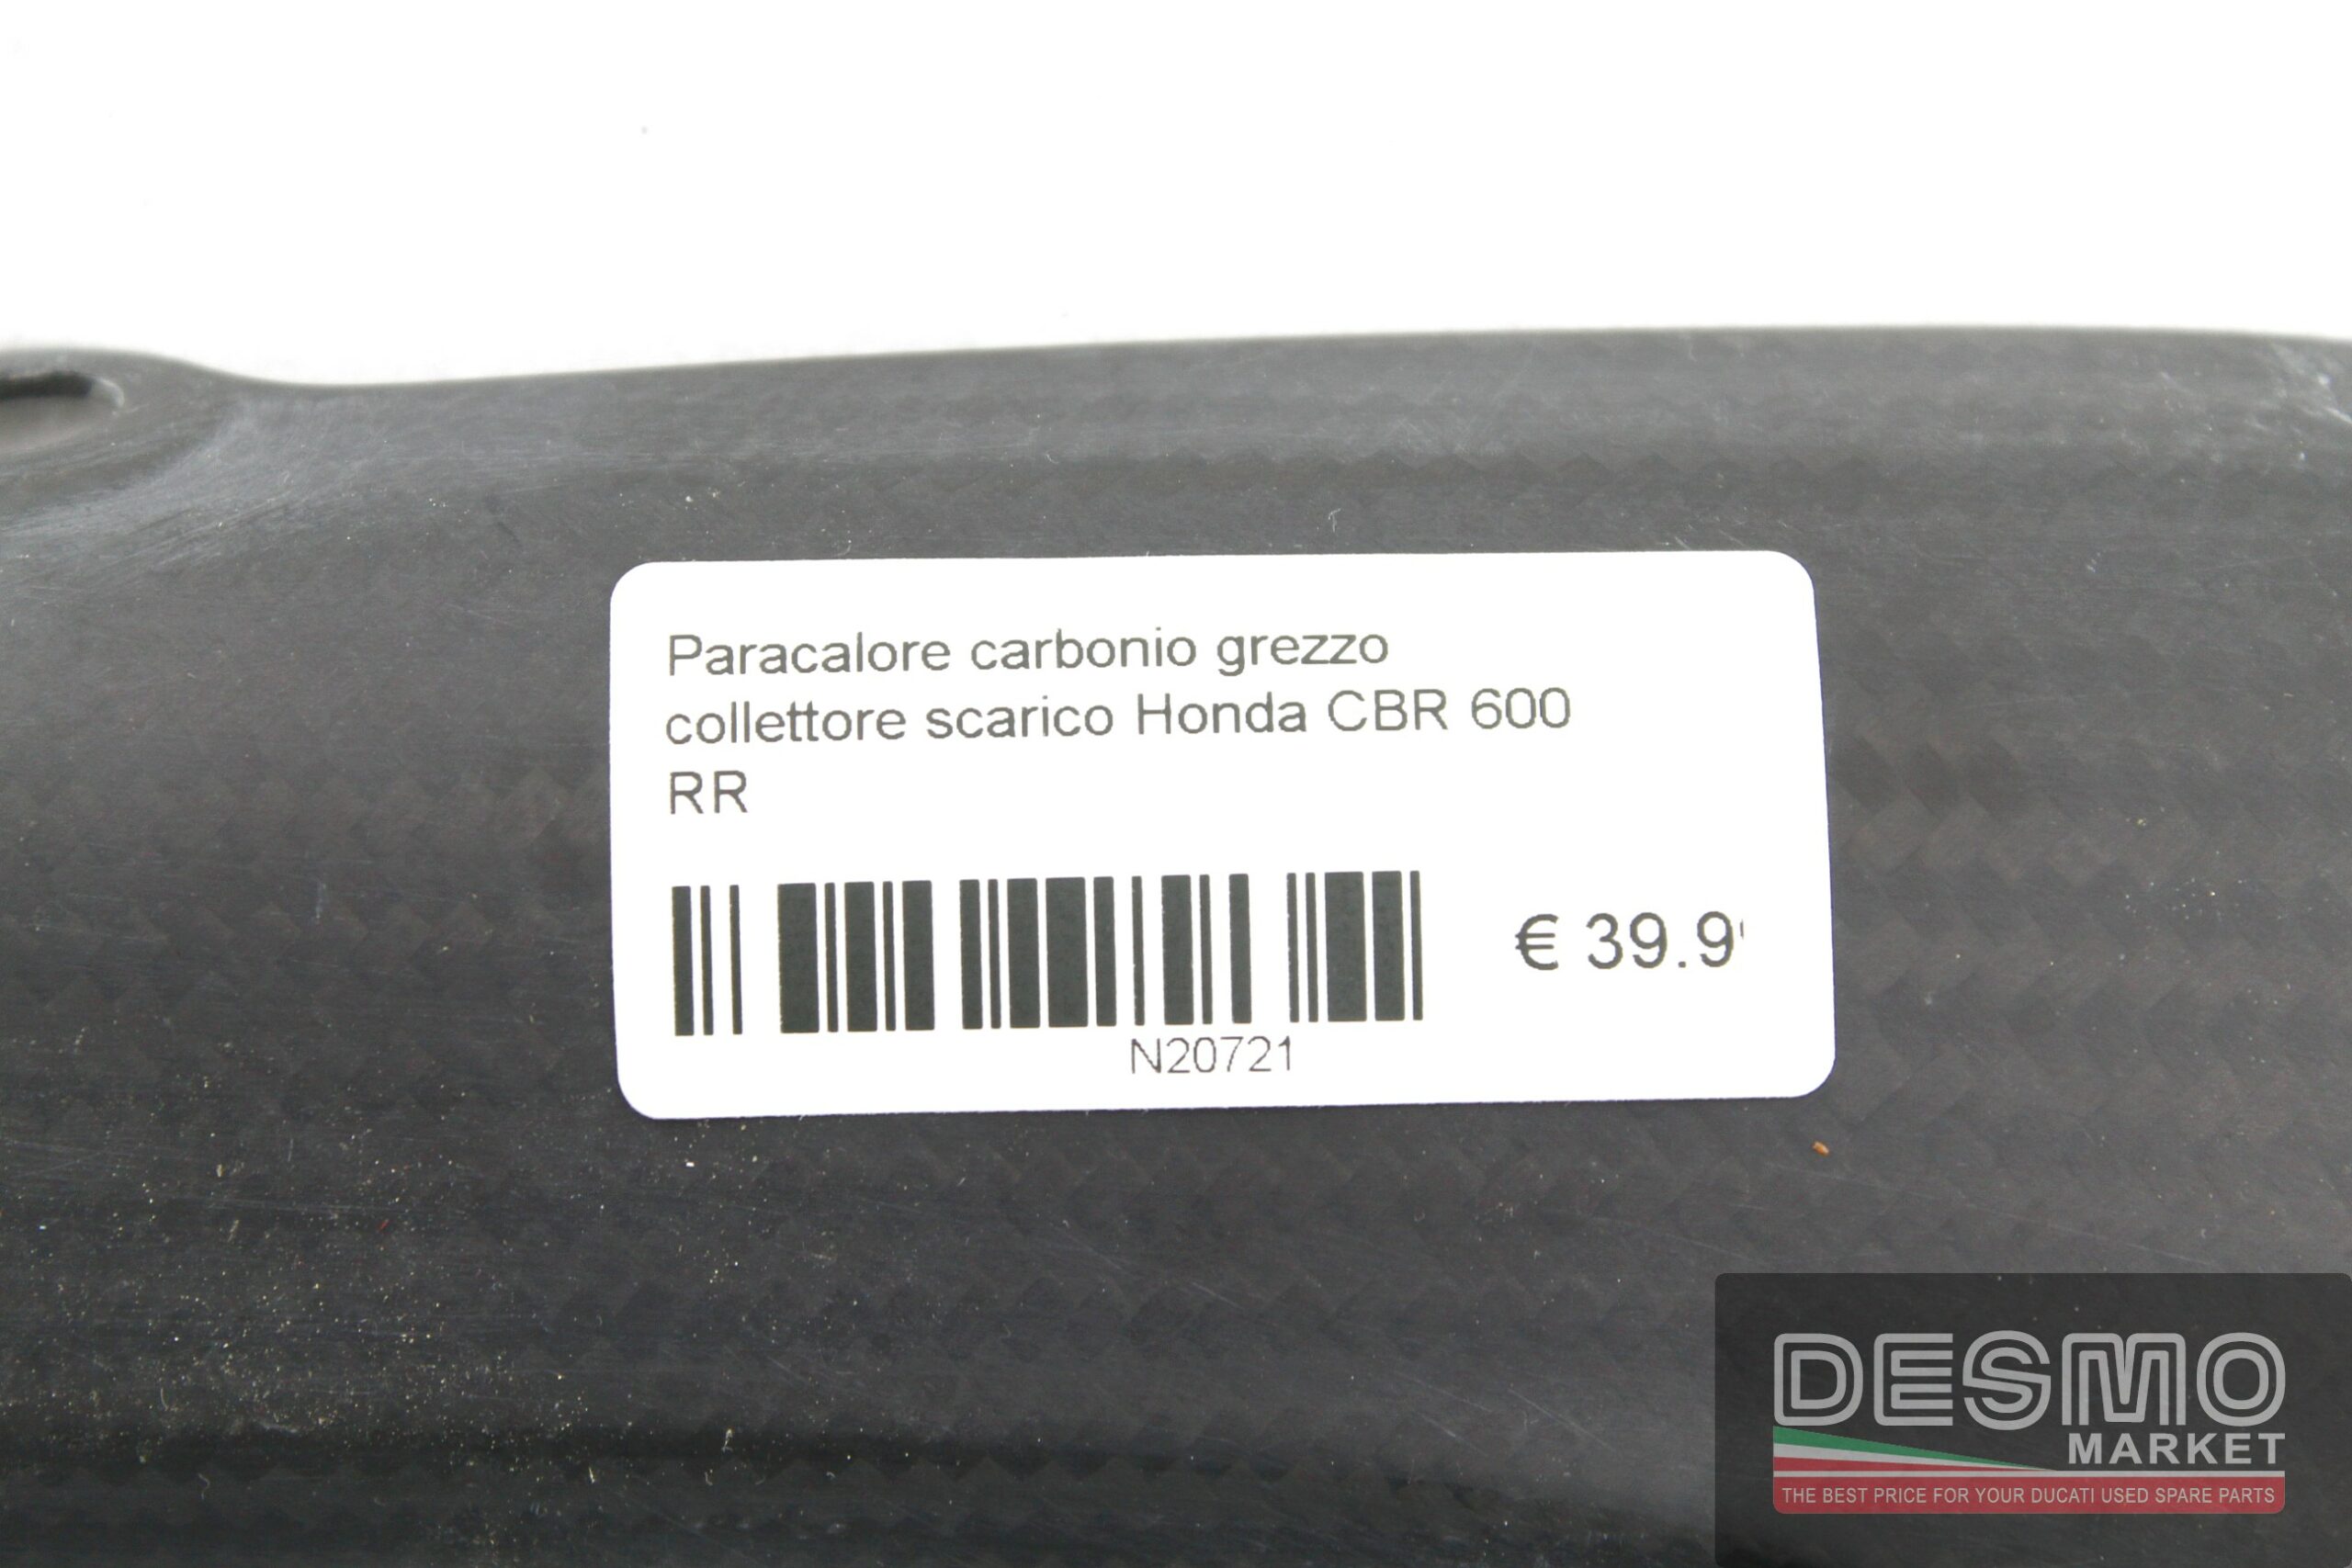 Paracalore carbonio grezzo
collettore scarico Honda CBR 600
RR
€ 39.9
N20721
DESMO
MARKET
THE BEST PRICE FOR YOUR DUCATI USED SPARE PARTS